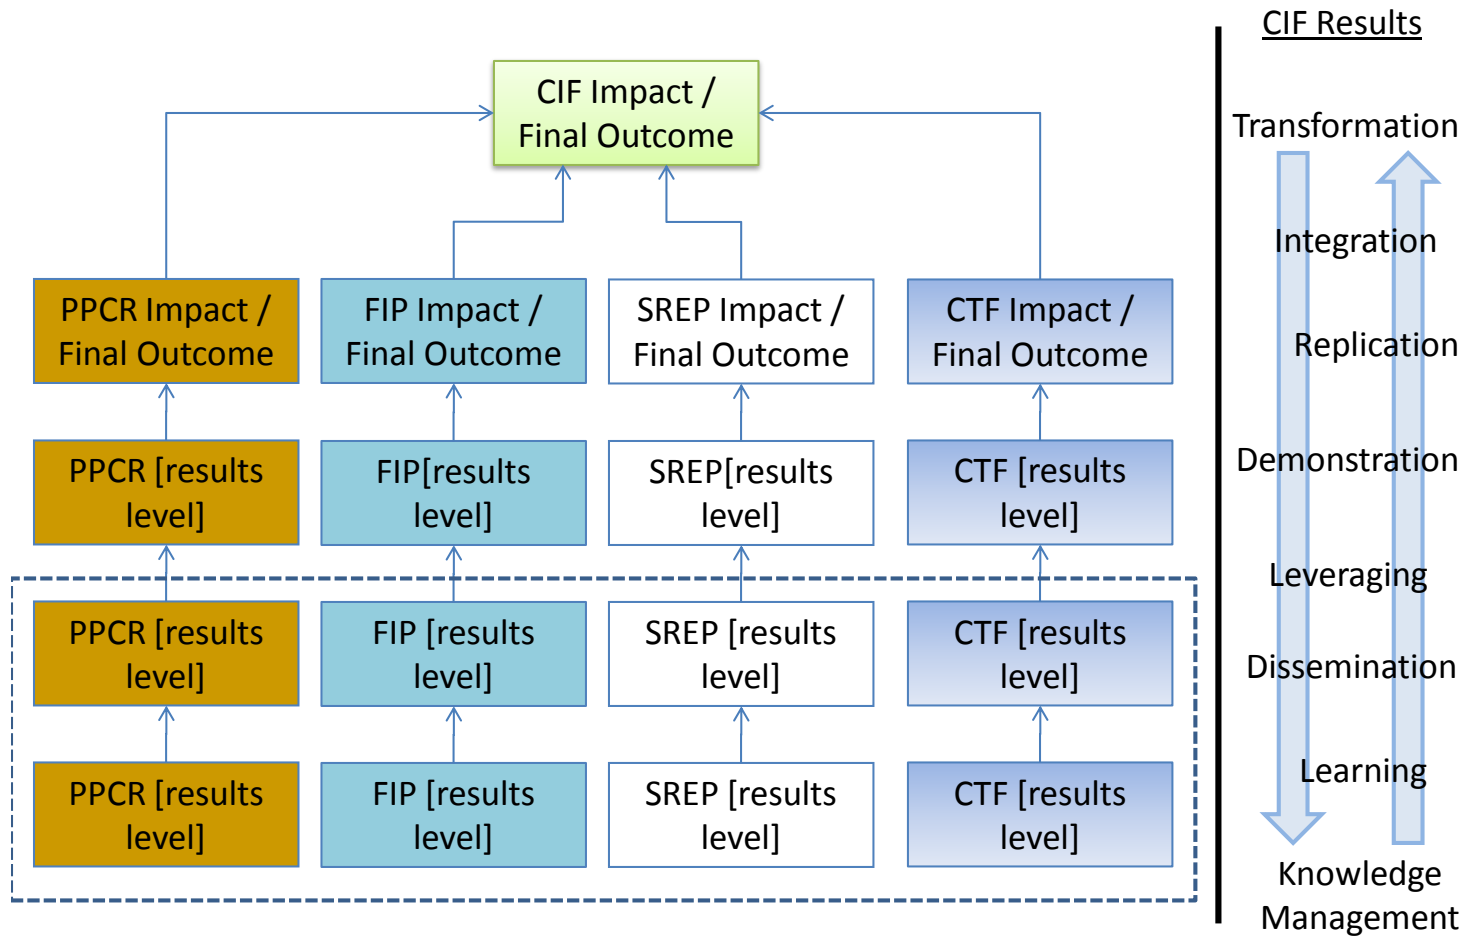 CIF Results
CIF Impact /
Final Outcome
Transformation
Integration
PPCR Impact /
Final Outcome
FIP Impact /
Final Outcome
SREP Impact /
Final Outcome
CTF Impact /
Final Outcome
Replication
PPCR [results
level]
FIP[results
level]
SREP[results
level]
CTF [results
level]
Demonstration
Leveraging
PPCR [results
level]
FIP [results
level]
SREP [results
level]
CTF [results
level]
Dissemination
PPCR [results
level]
FIP [results
level]
SREP [results
level]
CTF [results
level]
Learning
Knowledge
Management